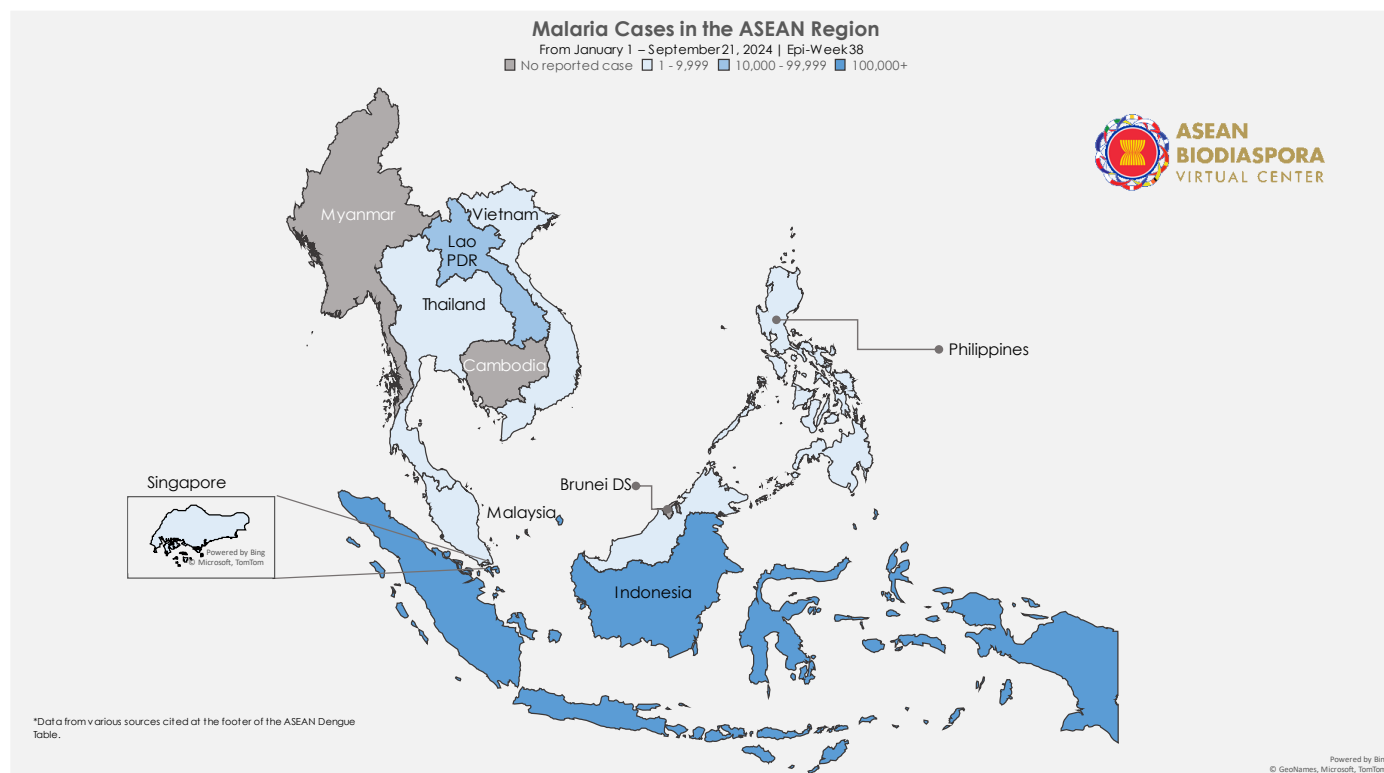 Malaria Cases in the ASEAN Region
From January 1 – September 21, 2024 | Epi-Week 38
No reported case 1 - 9,999 10,000 - 99,999 100,000+
ASEAN
BIODIASPORA
VIRTUAL CENTER
Myanmar
Vietnam
Lao
PDR
Thailand
Cambodia
Philippines
Singapore
Brunei DS
Malaysia
Powered by Bing
© Microsoft, TomTom
Indonesia
*Data from various sources cited at the footer of the ASEAN Dengue
Table.
Powered by Bing
© GeoNames, Microsoft, TomTom